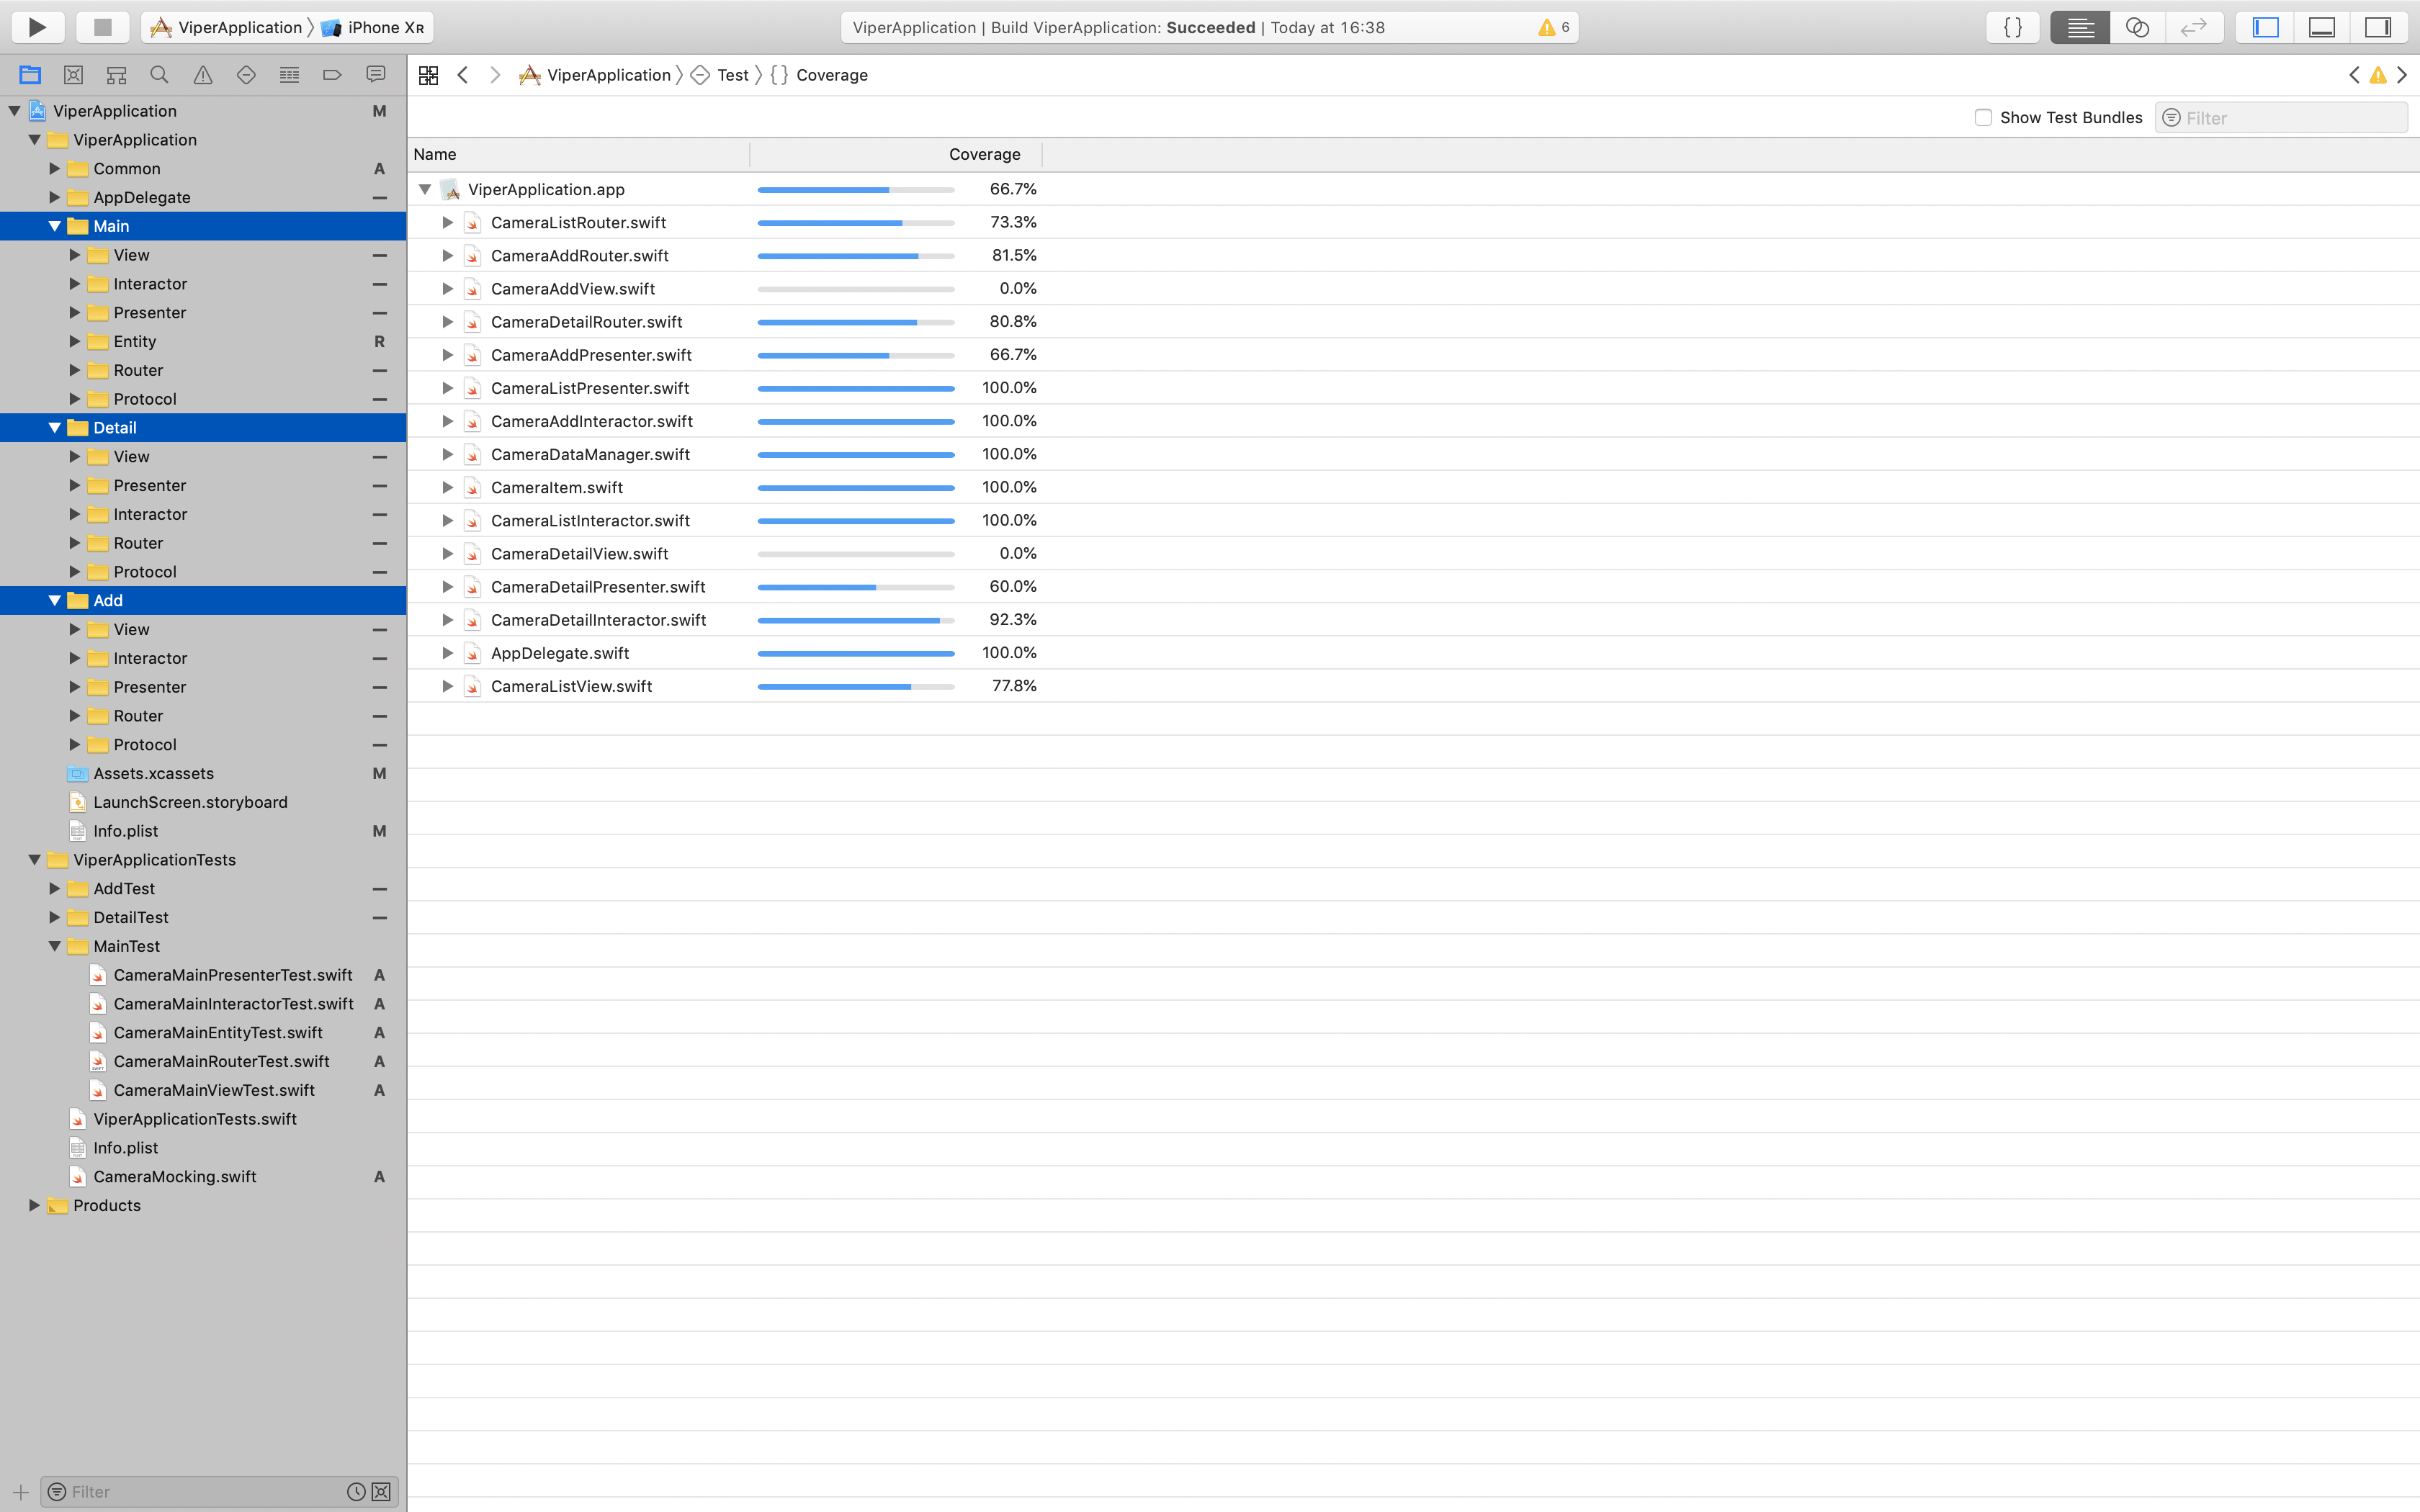 ViperApplication iPhone XR
ViperApplication | Build ViperApplication: Succeeded | Today at 16:38 6
{ }
ViperApplication Test { } Coverage
ViperApplication M
ViperApplication
Common A
AppDelegate —
Main
View —
Interactor —
Presenter —
Entity R
Router —
Protocol —
Detail
View —
Presenter —
Interactor —
Router —
Protocol —
Add
View —
Interactor —
Presenter —
Router —
Protocol —
Assets.xcassets M
LaunchScreen.storyboard
Info.plist M
ViperApplicationTests
AddTest —
DetailTest —
MainTest
CameraMainPresenterTest.swift A
CameraMainInteractorTest.swift A
CameraMainEntityTest.swift A
CameraMainRouterTest.swift A
CameraMainViewTest.swift A
ViperApplicationTests.swift
Info.plist
CameraMocking.swift A
Products
Filter
Show Test Bundles Filter
Name Coverage
ViperApplication.app 66.7%
CameraListRouter.swift 73.3%
CameraAddRouter.swift 81.5%
CameraAddView.swift 0.0%
CameraDetailRouter.swift 80.8%
CameraAddPresenter.swift 66.7%
CameraListPresenter.swift 100.0%
CameraAddInteractor.swift 100.0%
CameraDataManager.swift 100.0%
CameraItem.swift 100.0%
CameraListInteractor.swift 100.0%
CameraDetailView.swift 0.0%
CameraDetailPresenter.swift 60.0%
CameraDetailInteractor.swift 92.3%
AppDelegate.swift 100.0%
CameraListView.swift 77.8%